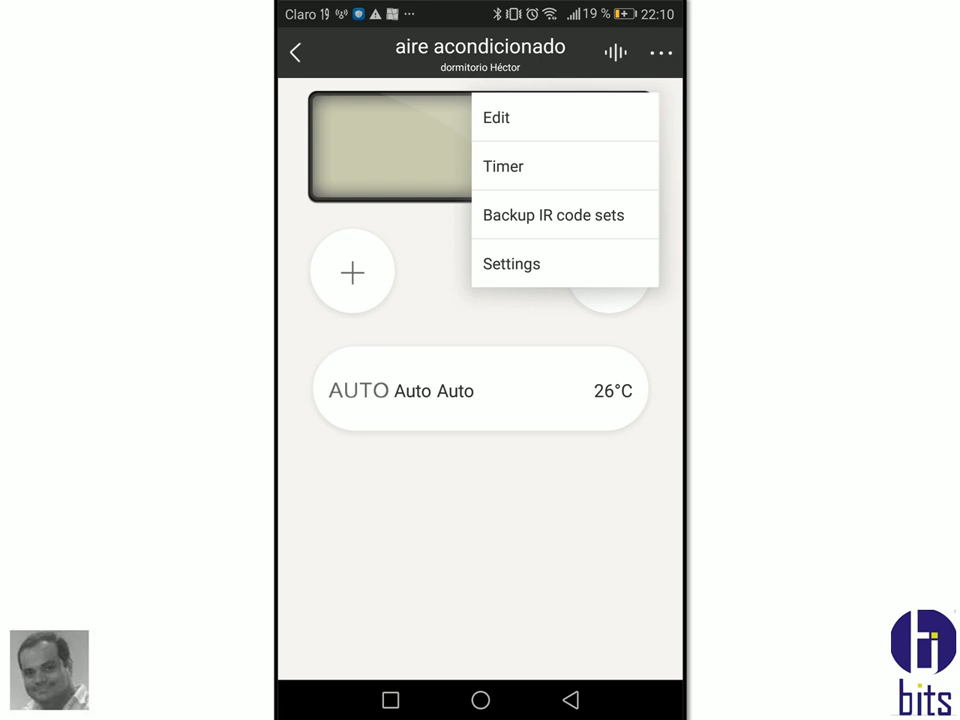 Claro 19 % 22:10
aire acondicionado
dormitorio Héctor
Edit
Timer
Backup IR code sets
Settings
AUTO Auto Auto 26°C
bits